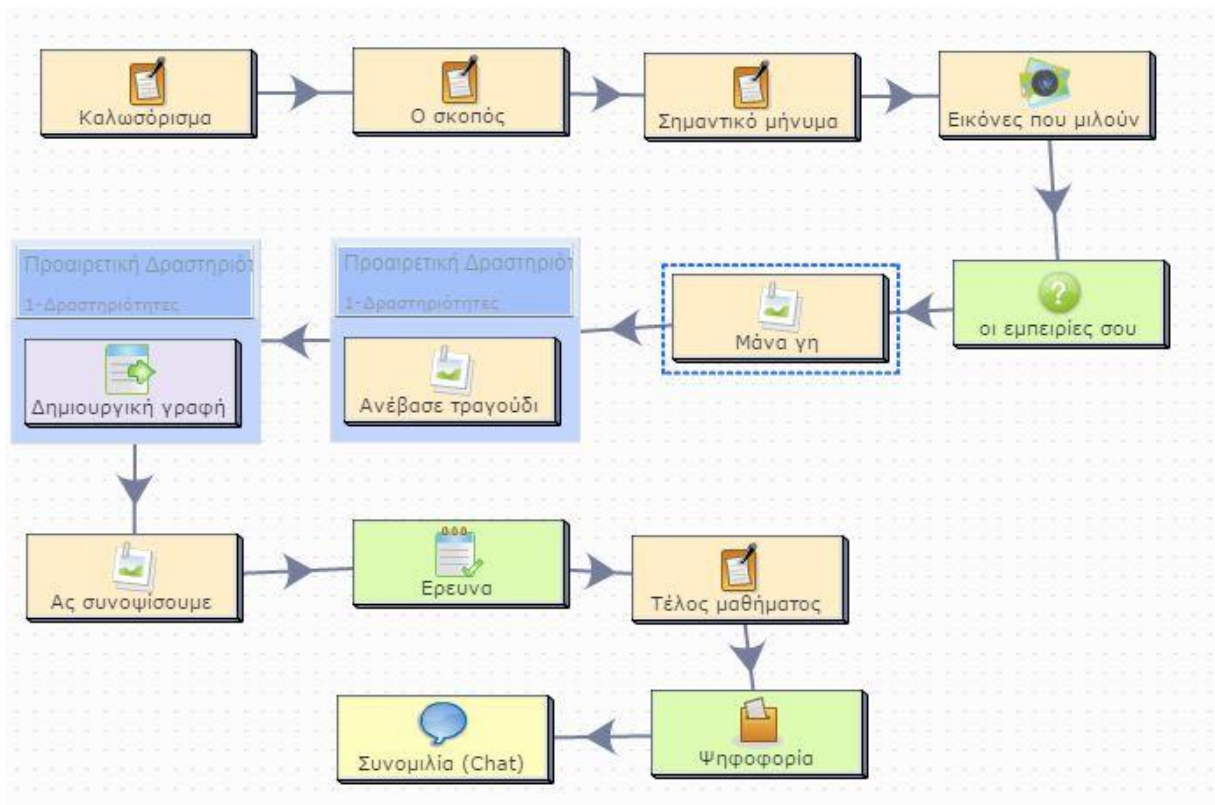 Καλωσόρισμα
Ο σκοπός
Σημαντικό μήνυμα
Εικόνες που μιλούν
οι εμπειρίες σου
Μάνα γη
Προαιρετική Δραστηριότ
1-Δραστηριότητες
Ανέβασε τραγούδι
Προαιρετική Δραστηριότ
1-Δραστηριότητες
Δημιουργική γραφή
Ας συνοψίσουμε
Ερευνα
Τέλος μαθήματος
Ψηφοφορία
Συνομιλία (Chat)